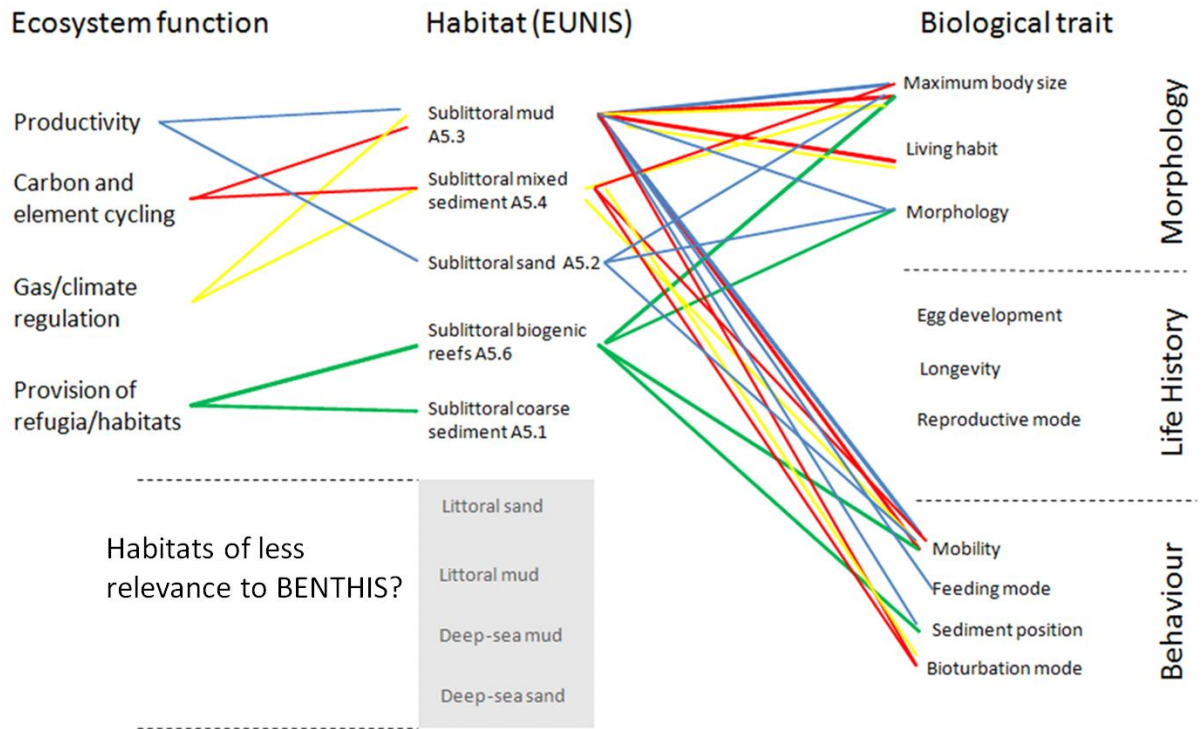 Ecosystem function
Habitat (EUNIS)
Biological trait
Productivity
Carbon and
element cycling
Gas/climate
regulation
Provision of
refugia/habitats
Sublittoral mud
A5.3
Sublittoral mixed
sediment A5.4
Sublittoral sand A5.2
Sublittoral biogenic
reefs A5.6
Sublittoral coarse
sediment A5.1
Littoral sand
Littoral mud
Deep-sea mud
Deep-sea sand
Habitats of less
relevance to BENTHIS?
Maximum body size
Living habit
Morphology
Morphology
Egg development
Longevity
Reproductive mode
Life History
Mobility
Feeding mode
Sediment position
Bioturbation mode
Behaviour